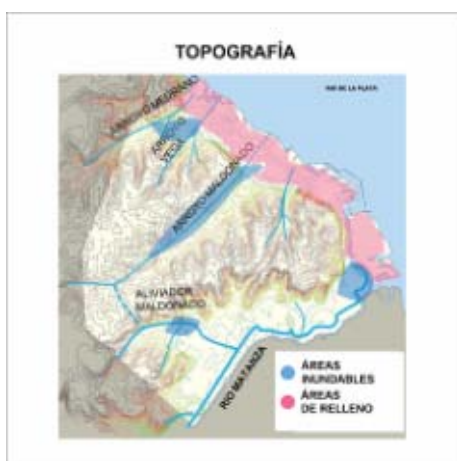 TOPOGRAFÍA
RIO DE LA PLATA
ARROYO MEDRANO
ARROYO
VEGA
ARROYO MALDONADO
ALIVIADOR
MALDONADO
RIO MATANZA
ÁREAS
INUNDABLES
ÁREAS
DE RELLENO